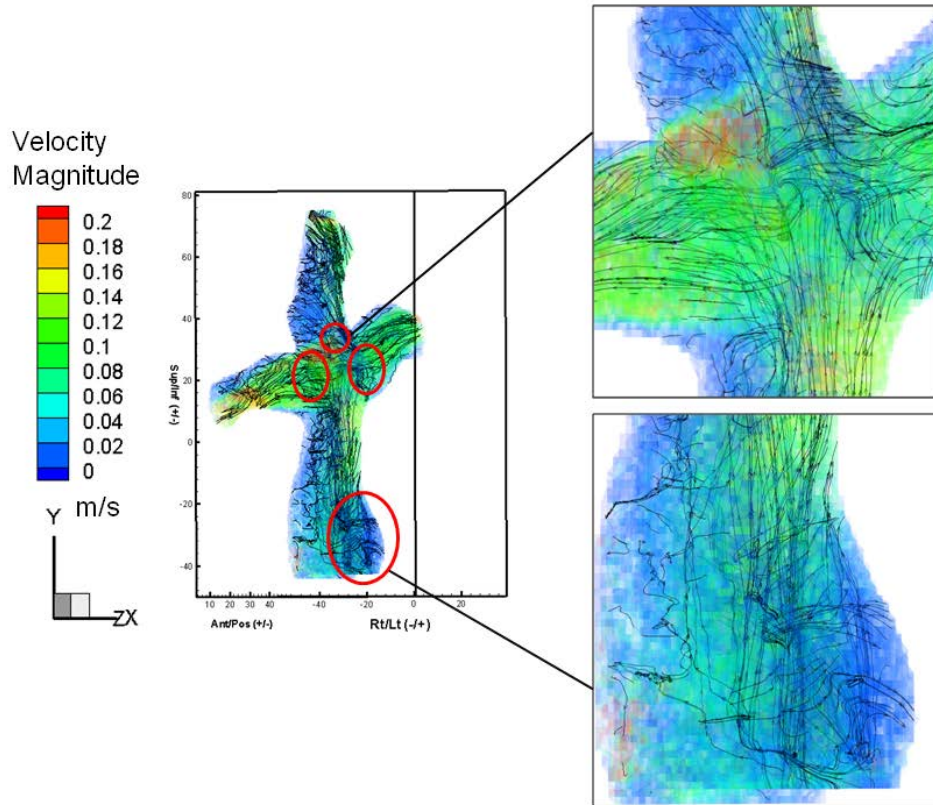 Velocity
Magnitude
0.2
0.18
0.16
0.14
0.12
0.1
0.08
0.06
0.04
0.02
0
m/s
Y
ZX
80
60
40
20
0
-20
-40
Sup/Inf (-/+)
10 20 30 40
-40 -20 0 20
Ant/Pos (+/-)
Rt/Lt (-/+)